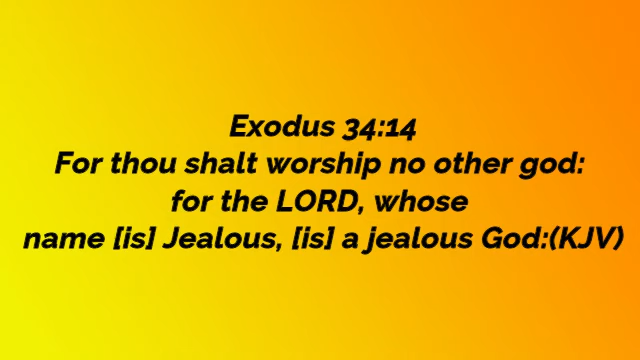 Exodus 34:14
For thou shalt worship no other god:
for the LORD, whose
name [is] Jealous, [is] a jealous God:(KJV)